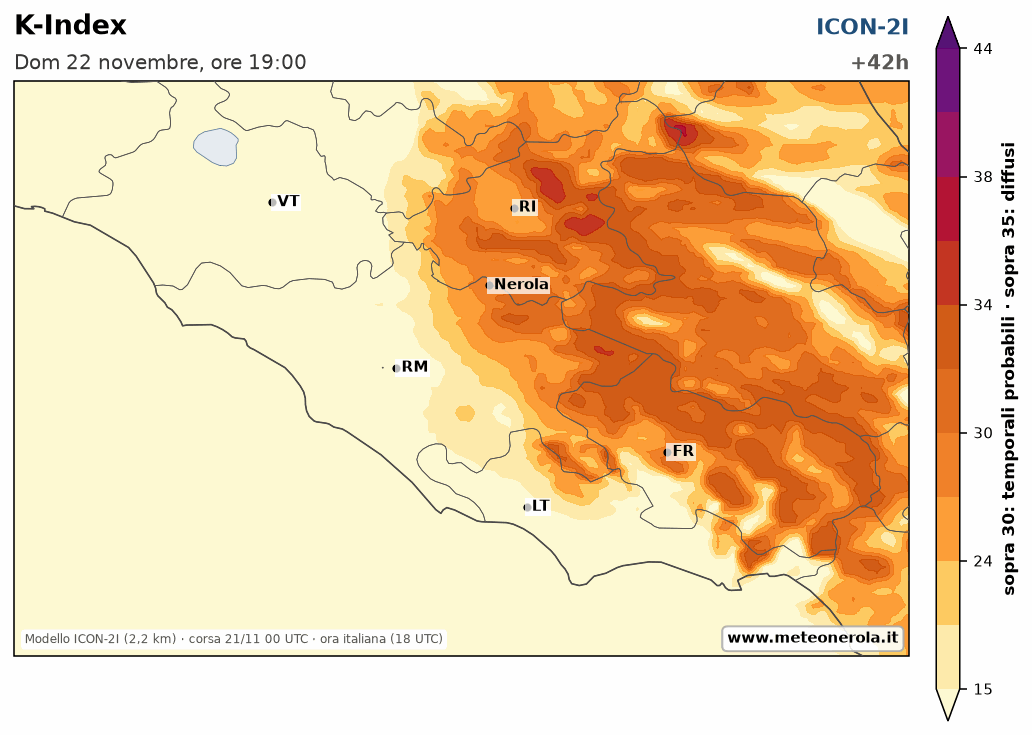 K-Index
ICON-2I
Dom 22 novembre, ore 19:00
+42h
VT
RI
Nerola
RM
FR
LT
Modello ICON-2I (2,2 km) · corsa 21/11 00 UTC · ora italiana (18 UTC)
www.meteonerola.it
44
38
34
30
24
15
sopra 30: temporali probabili · sopra 35: diffusi